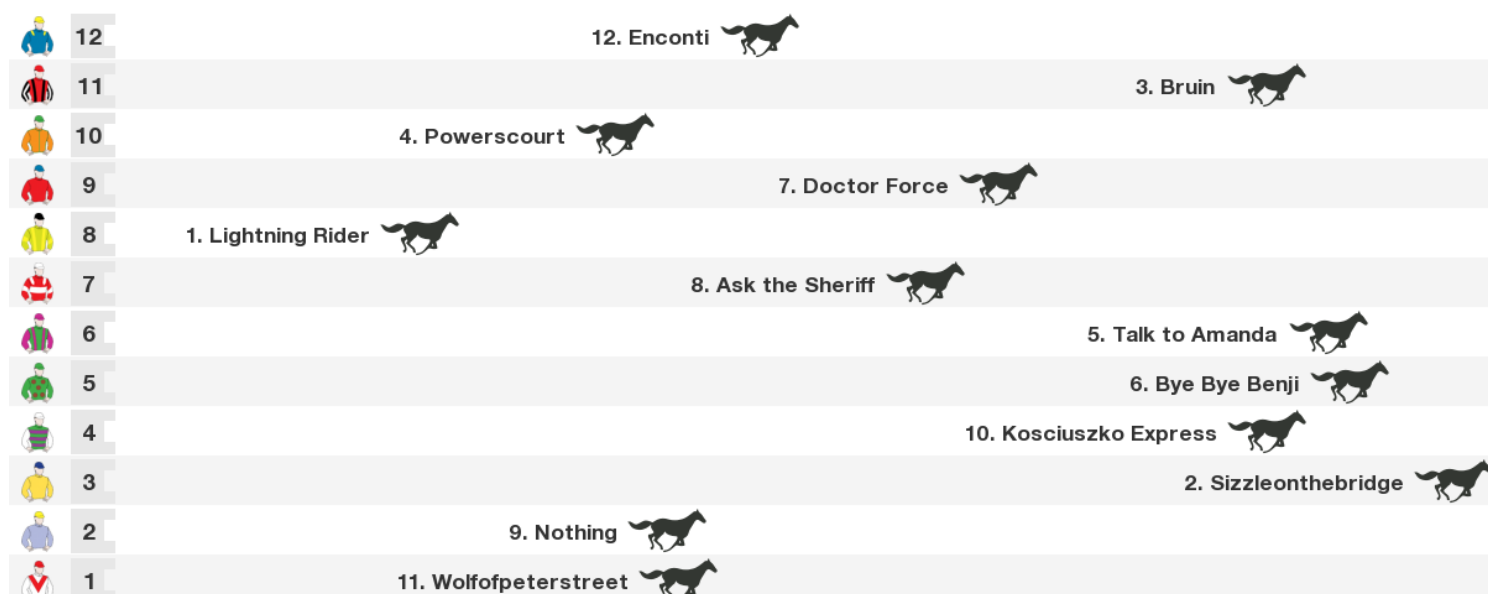 12 12. Enconti
11 3. Bruin
10 4. Powerscourt
9 7. Doctor Force
8 1. Lightning Rider
7 8. Ask the Sheriff
6 5. Talk to Amanda
5 6. Bye Bye Benji
4 10. Kosciuszko Express
3 2. Sizzleonthebridge
2 9. Nothing
1 11. Wolfofpeterstreet